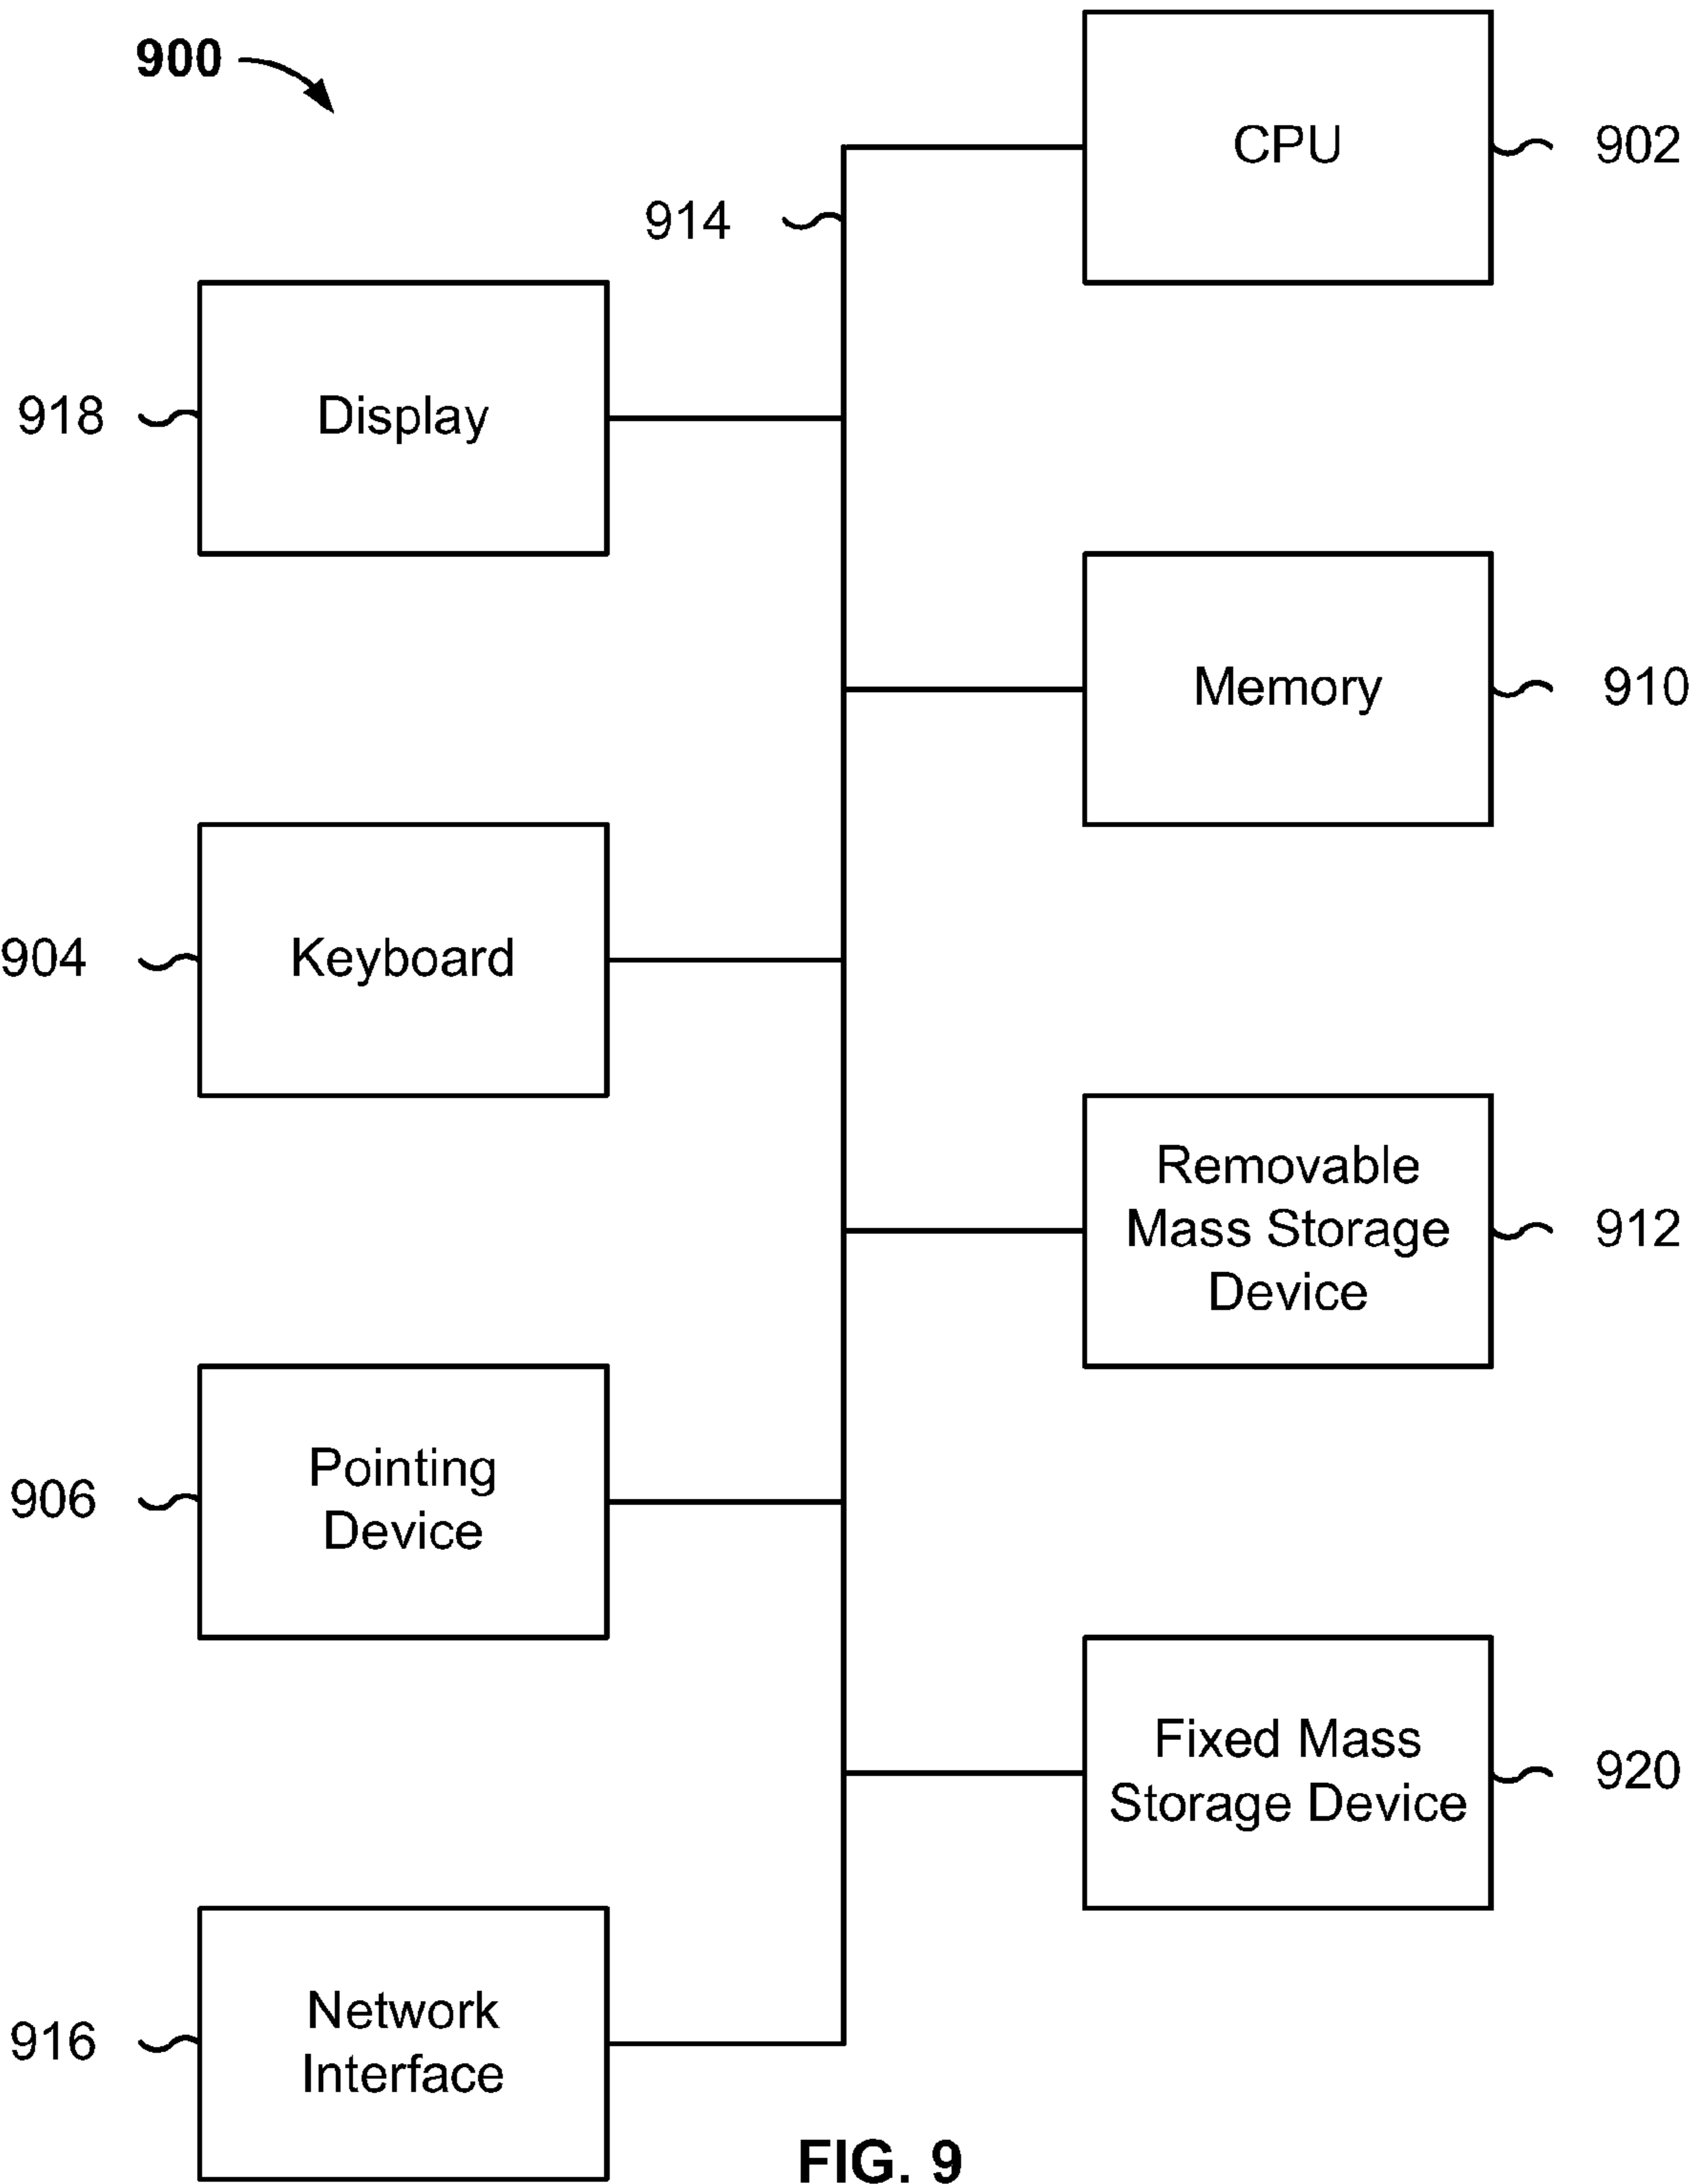 900
CPU
902
914
918
Display
Memory
910
904
Keyboard
Removable
Mass Storage
Device
912
906
Pointing
Device
Fixed Mass
Storage Device
920
916
Network
Interface
FIG. 9